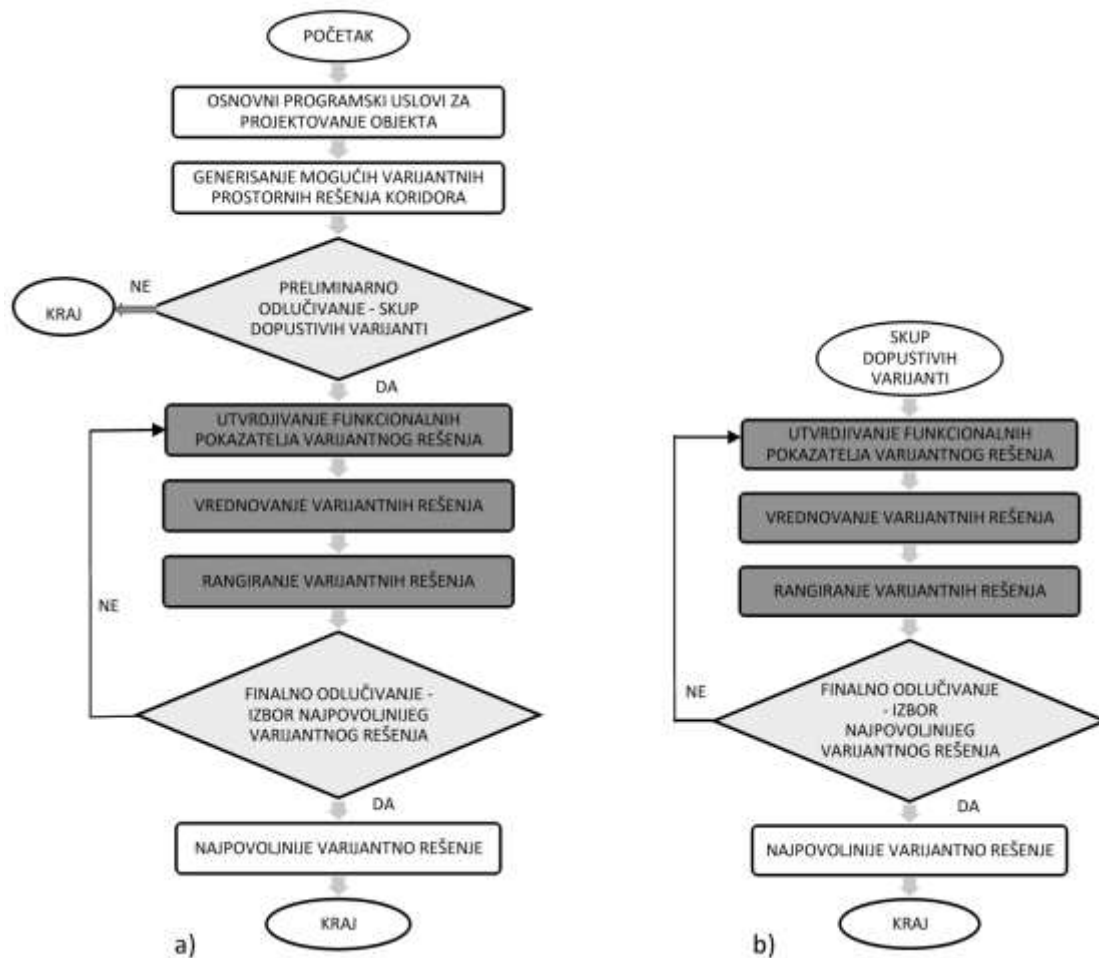 POČETAK
OSNOVNI PROGRAMSKI USLOVI ZA
PROJEKTOVANJE OBJEKTA
GENERISANJE MOGUĆIH VARIJANTNIH
PROSTORNIH REŠENJA KORIDORA
NE
KRAJ
PRELIMINARNO
ODLUČIVANJE - SKUP
DOPUSTIVIH VARIJANTI
DA
UTVRDJIVANJE FUNKCIONALNIH
POKAZATELJA VARIJANTNOG REŠENJA
VREDNOVANJE VARIJANTNIH REŠENJA
RANGIRANJE VARIJANTNIH REŠENJA
NE
FINALNO ODLUČIVANJE -
IZBOR NAJPOVOLJNIJEG
VARIJANTNOG REŠENJA
DA
NAJPOVOLJNIJE VARIJANTNO REŠENJE
KRAJ
a)
SKUP
DOPUSTIVIH
VARIJANTI
UTVRDJIVANJE FUNKCIONALNIH
POKAZATELJA VARIJANTNOG REŠENJA
VREDNOVANJE VARIJANTNIH REŠENJA
RANGIRANJE VARIJANTNIH REŠENJA
NE
FINALNO ODLUČIVANJE
- IZBOR
NAJPOVOLJNIJEG
VARIJANTNOG REŠENJA
DA
NAJPOVOLJNIJE VARIJANTNO REŠENJE
KRAJ
b)